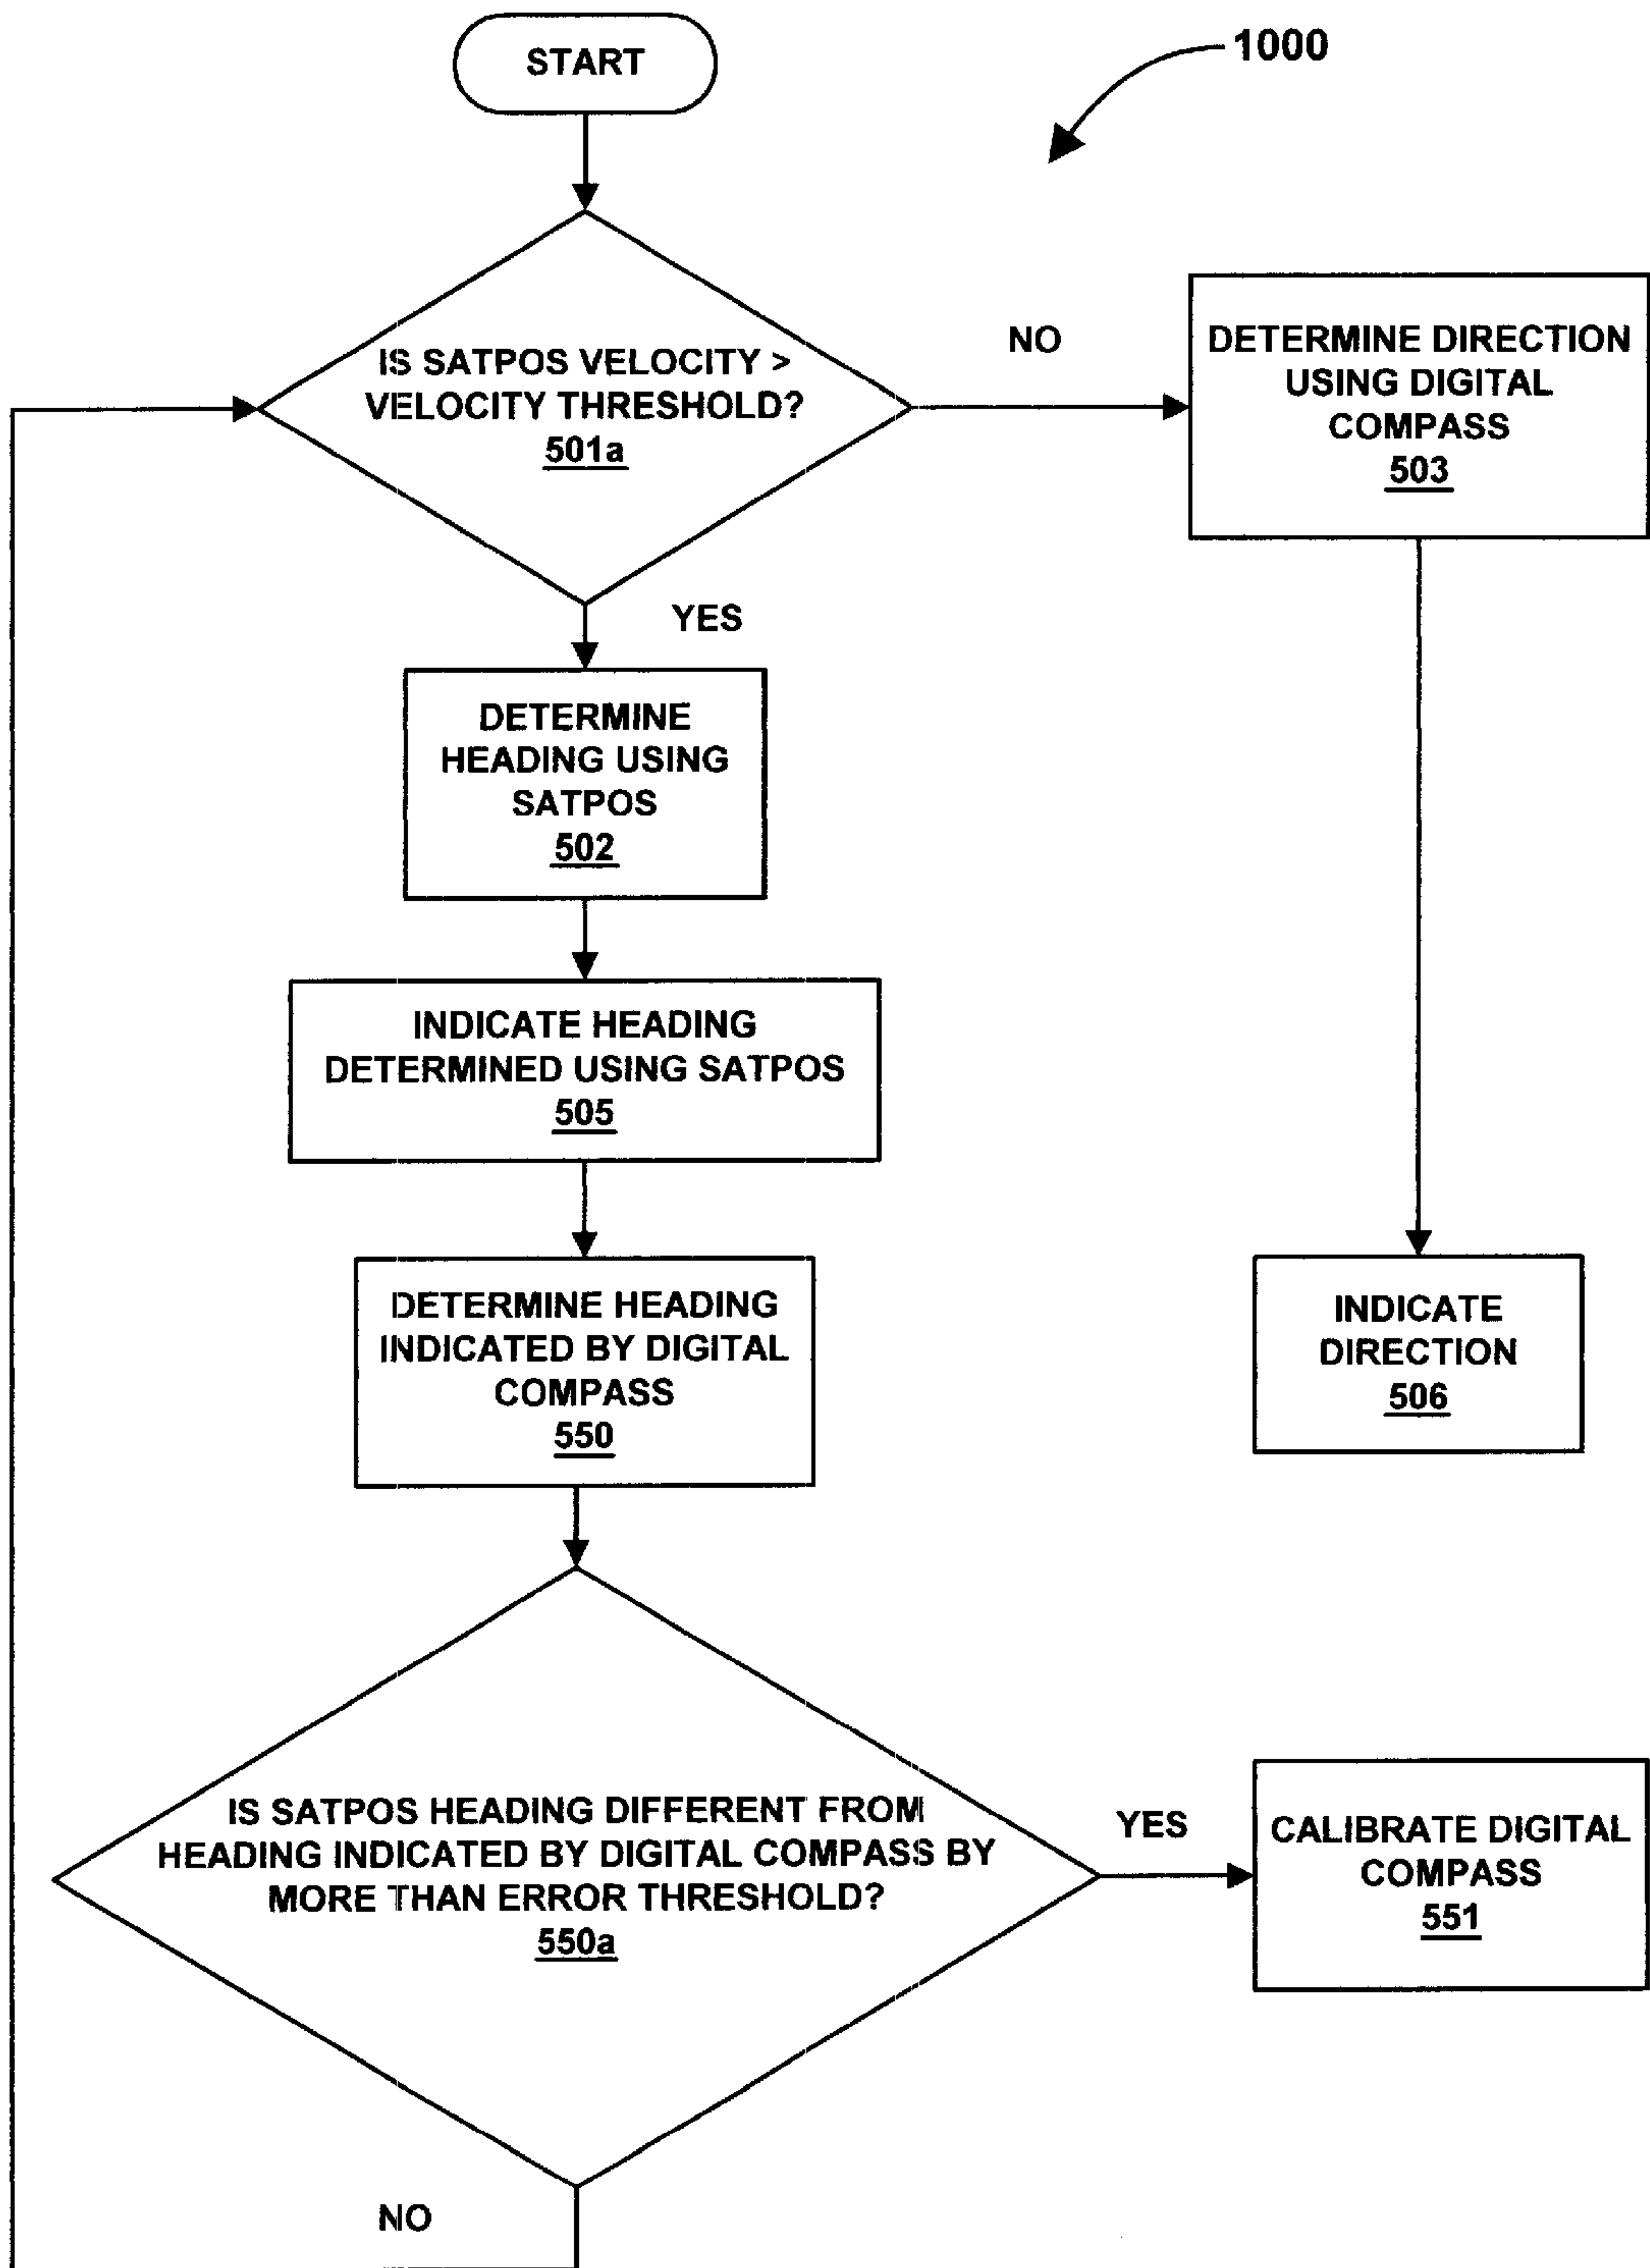 START
1000
IS SATPOS VELOCITY >
VELOCITY THRESHOLD?
501a
NO
DETERMINE DIRECTION
USING DIGITAL
COMPASS
503
YES
DETERMINE
HEADING USING
SATPOS
502
INDICATE HEADING
DETERMINED USING SATPOS
505
DETERMINE HEADING
INDICATED BY DIGITAL
COMPASS
550
INDICATE
DIRECTION
506
IS SATPOS HEADING DIFFERENT FROM
HEADING INDICATED BY DIGITAL COMPASS BY
MORE THAN ERROR THRESHOLD?
550a
YES
CALIBRATE DIGITAL
COMPASS
551
NO